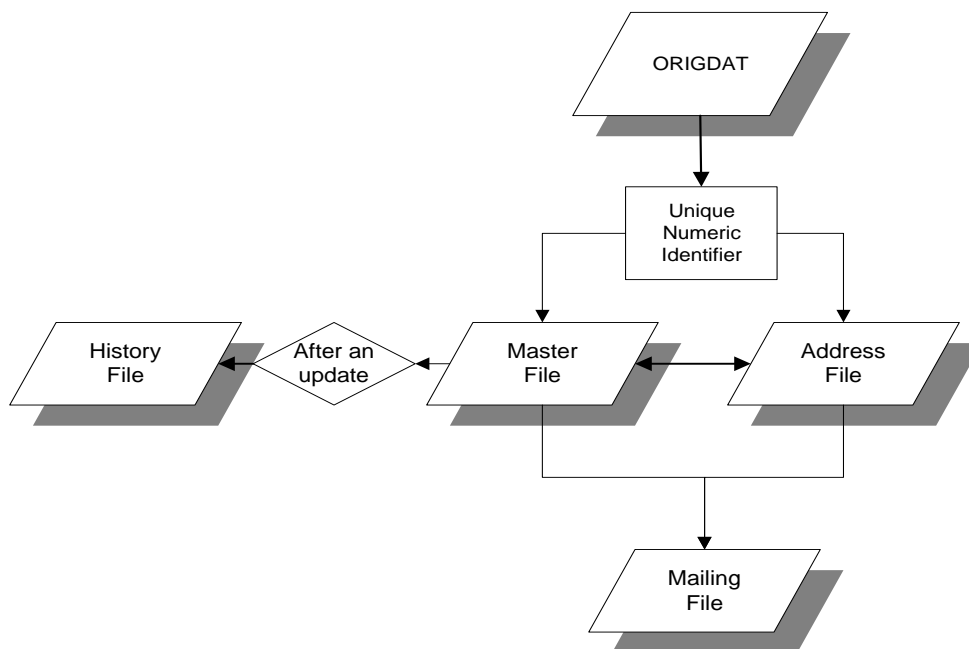 ORIGDAT
Unique
Numeric
Identifier
History
File
After an
update
Master
File
Address
File
Mailing
File